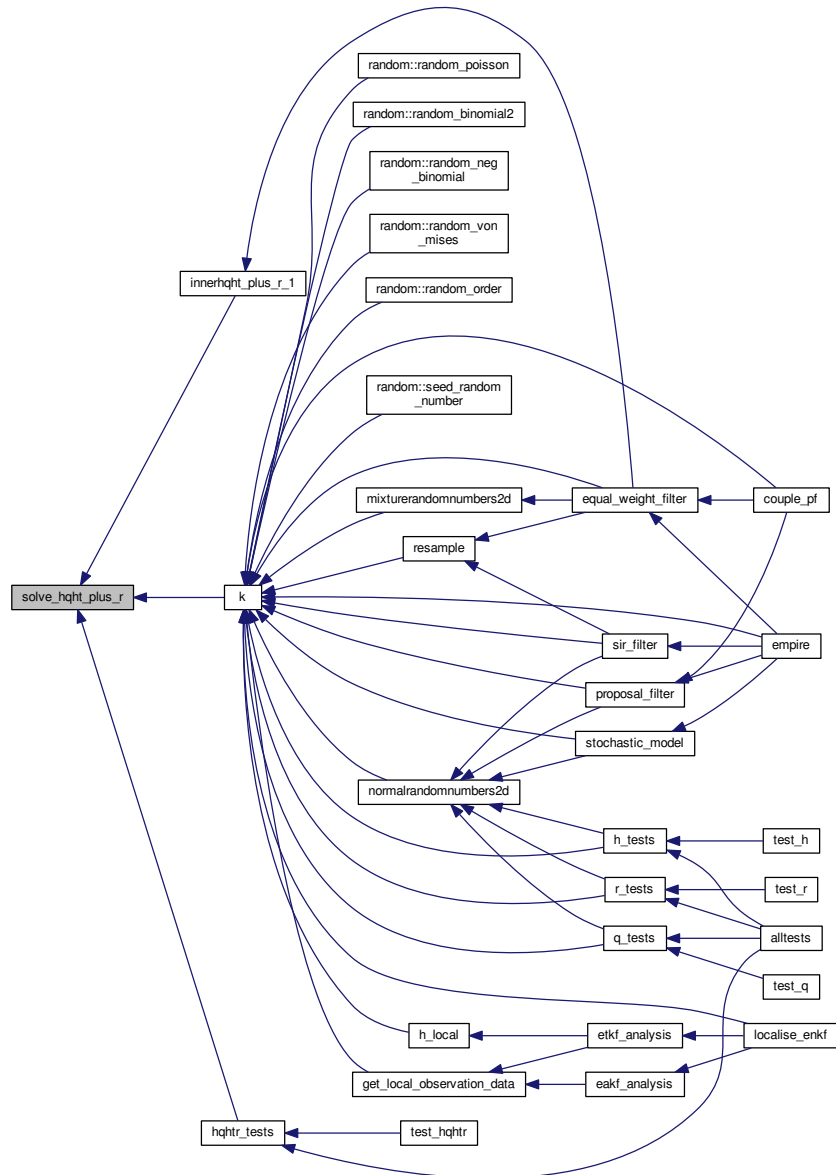 random::random_poisson
random::random_binomial2
random::random_neg
_binomial
random::random_von
_mises
innerhqht_plus_r_1
random::random_order
random::seed_random
_number
mixturerandomnumbers2d
equal_weight_filter
couple_pf
resample
solve_hqht_plus_r
k
sir_filter
empire
proposal_filter
stochastic_model
normalrandomnumbers2d
h_tests
test_h
r_tests
test_r
q_tests
alltests
test_q
h_local
etkf_analysis
localise_enkf
get_local_observation_data
eakf_analysis
hqhtr_tests
test_hqhtr